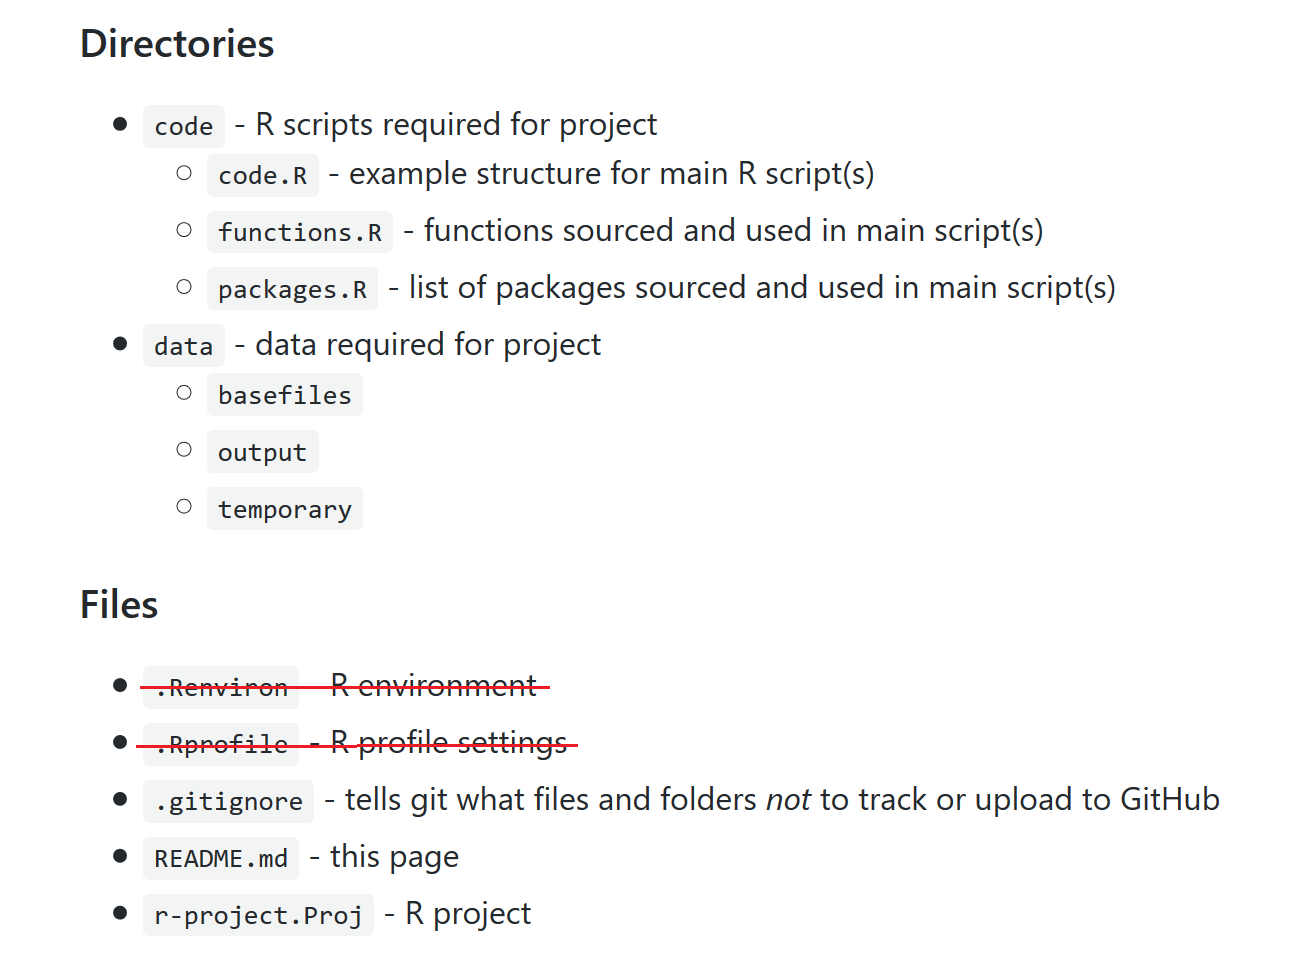 Directories
code - R scripts required for project
code.R - example structure for main R script(s)
functions.R - functions sourced and used in main script(s)
packages.R - list of packages sourced and used in main script(s)
data - data required for project
basefiles
output
temporary
Files
.Renviron - R environment
.Rprofile - R profile settings
.gitignore - tells git what files and folders not to track or upload to GitHub
README.md - this page
r-project.Proj - R project